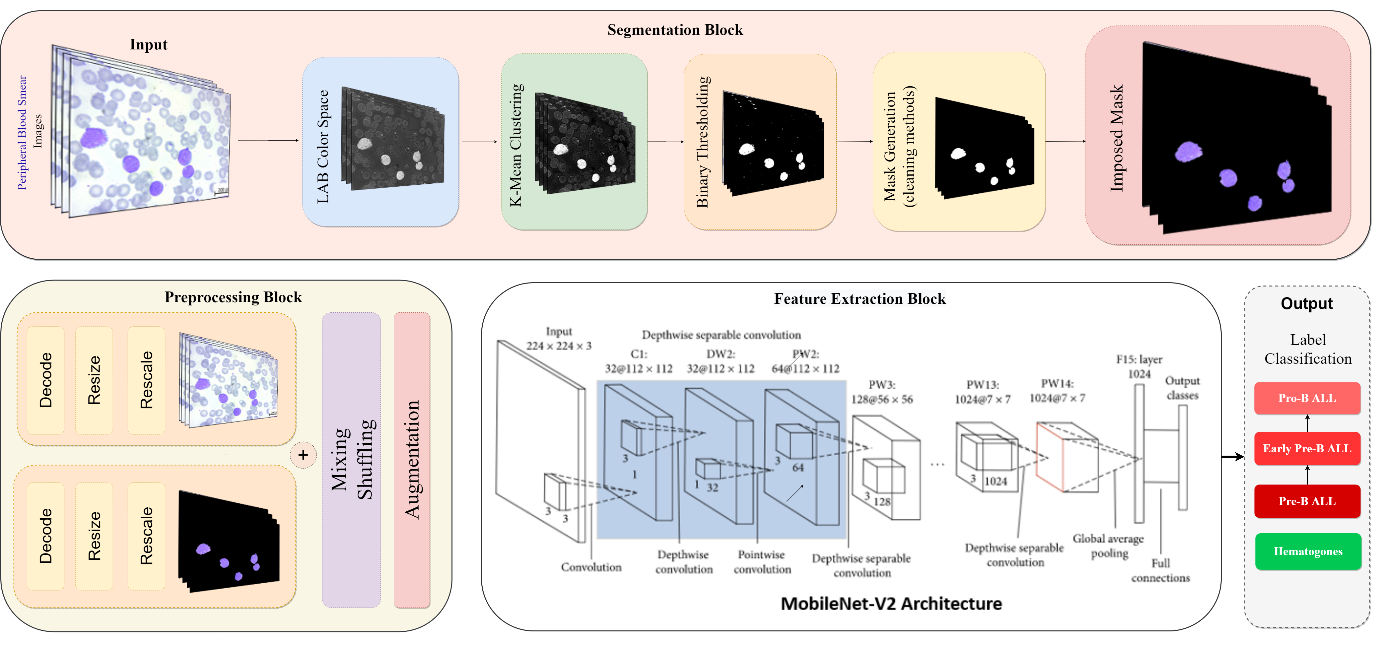 Segmentation Block
Input
Peripheral Blood Smear
Images
LAB Color Space
K-Mean Clustering
Binary Thresholding
Mask Generation
(cleaning methods)
Imposed Mask
Preprocessing Block
Decode
Resize
Rescale
Decode
Resize
Rescale
+
Mixing
Shuffling
Augmentation
Feature Extraction Block
Input
224 × 224 × 3
Depthwise separable convolution
C1:
32@112 × 112
DW2:
32@112 × 112
PW2:
64@112 × 112
PW3:
128@56 × 56
PW13:
1024@7 × 7
PW14:
1024@7 × 7
F15: layer
1024
Output
classes
3
3
3
1
1
32
3
64
3
128
...
3
1024
Convolution
Depthwise
convolution
Pointwise
convolution
Depthwise separable
convolution
Depthwise separable
convolution
Global average
pooling
Full
connections
MobileNet-V2 Architecture
Output
Label
Classification
Pro-B ALL
Early Pre-B ALL
Pre-B ALL
Hematogones